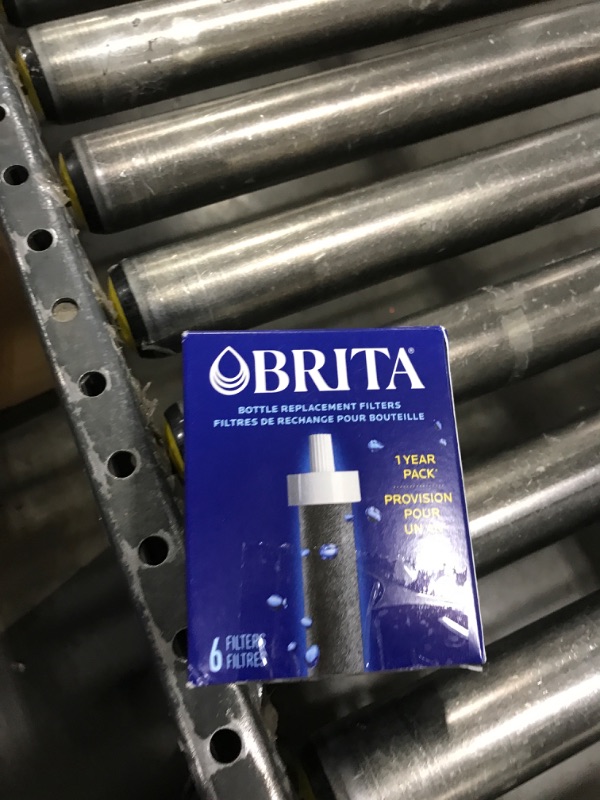 BRITA®
BOTTLE REPLACEMENT FILTERS
FILTRES DE RECHANGE POUR BOUTEILLE
1 YEAR
PACK*
PROVISION
POUR
UN
6 FILTERS
FILTRES